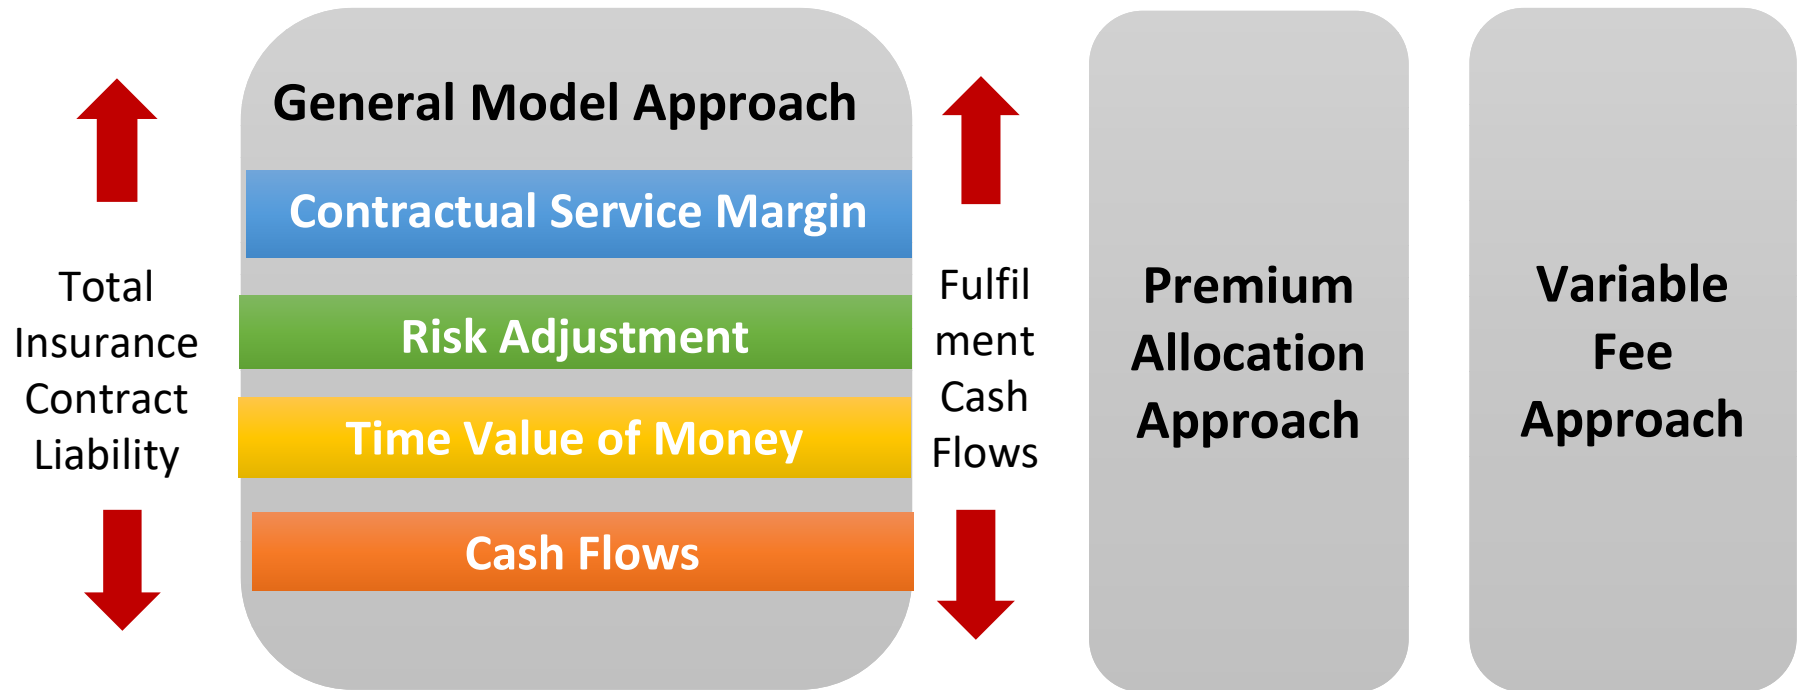 General Model Approach
Contractual Service Margin
Risk Adjustment
Time Value of Money
Cash Flows
Total
Insurance
Contract
Liability
Fulfil
ment
Cash
Flows
Premium
Allocation
Approach
Variable
Fee
Approach